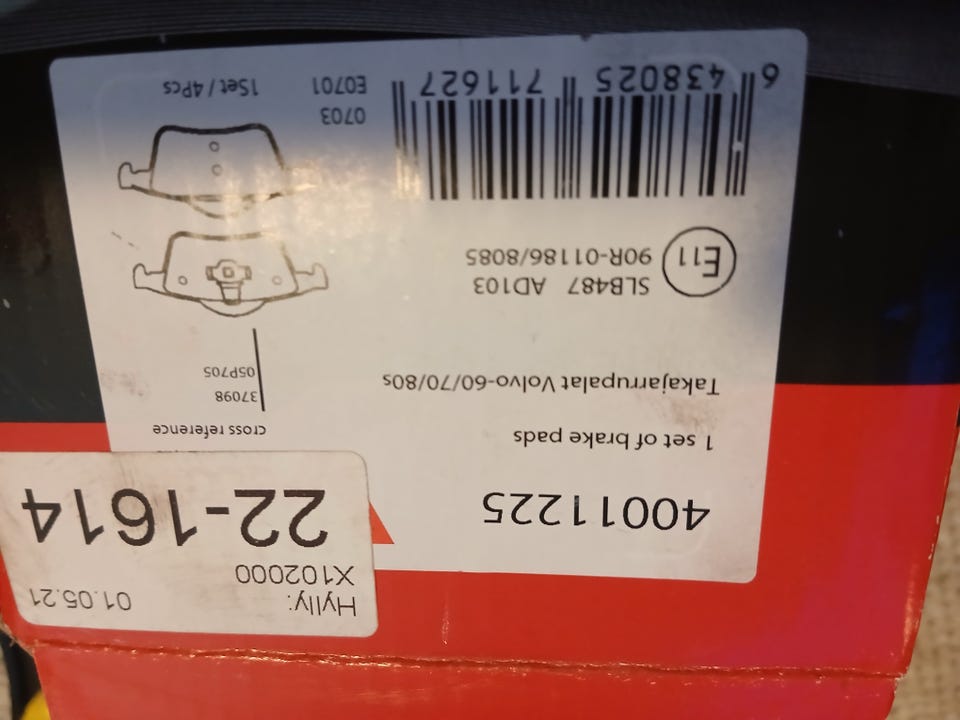 Hylly:
01.05.21
X102000
22-1614
40011225
1 set of brake pads
Takajarrupalat Volvo-60/70/80s
cross reference
37098
05P705
SLB487 AD103
E11
90R-01186/8085
6 438025 711627
0703
E0701
1Set / 4Pcs